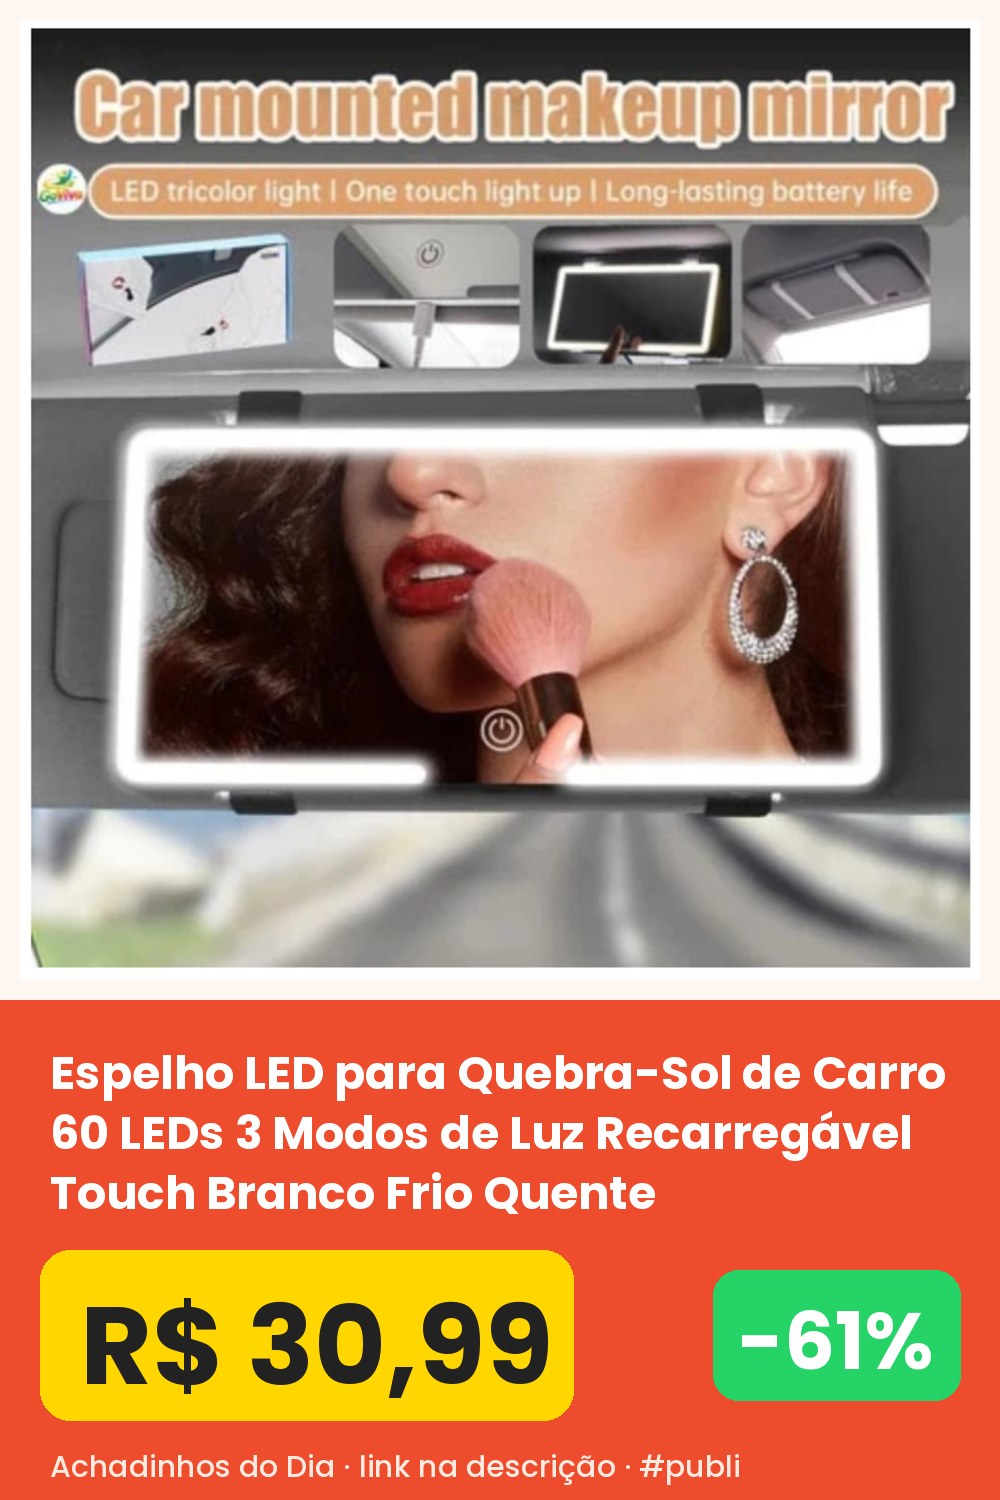 Car mounted makeup mirror
LED tricolor light | One touch light up | Long-lasting battery life
Espelho LED para Quebra-Sol de Carro
60 LEDs 3 Modos de Luz Recarregável
Touch Branco Frio Quente
R$ 30,99
-61%
Achadinhos do Dia · link na descrição · #publi